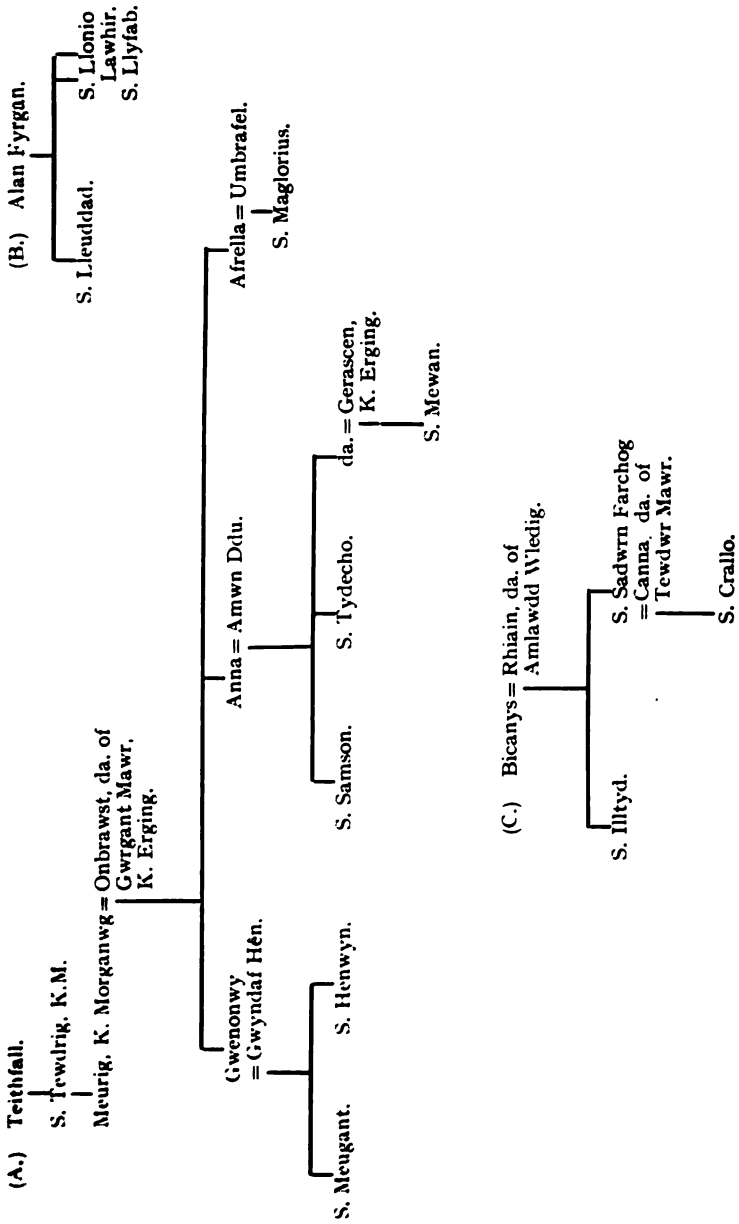 (A.) Teithfall.
S. Tewdrig, K.M.
Meurig, K. Morganwg = Onbrawst, da. of
Gwrgant Mawr,
K. Erging.
Gwenonwy
= Gwyndaf Hên.
Anna = Amwn Ddu.
Afrella = Umbrafel.
S. Maglorius.
S. Meugant.
S. Henwyn.
S. Samson.
S. Tydecho.
da. = Gerascen,
K. Erging.
S. Mewan.
(B.) Alan Fyrgan.
S. Lleuddad.
S. Llonio
Lawhir.
S. Llyfab.
(C.) Bicanys = Rhiain, da. of
Amlawdd Wledig.
S. Illtyd.
S. Sadwrn Farchog
= Canna, da. of
Tewdwr Mawr.
S. Crallo.